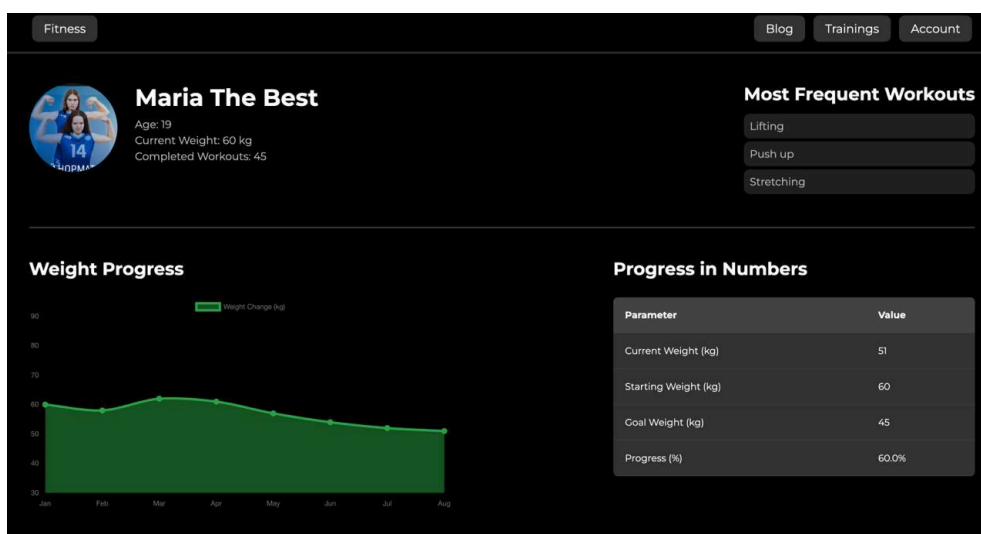 Fitness
Blog
Trainings
Account
Maria The Best
Age: 19
Current Weight: 60 kg
Completed Workouts: 45
14
НОРМАТ
Most Frequent Workouts
Lifting
Push up
Stretching
Weight Progress
Weight Change (kg)
90
80
70
60
50
40
30
Jan Feb Mar Apr May Jun Jul Aug
Progress in Numbers
Parameter Value
Current Weight (kg) 51
Starting Weight (kg) 60
Goal Weight (kg) 45
Progress (%) 60.0%